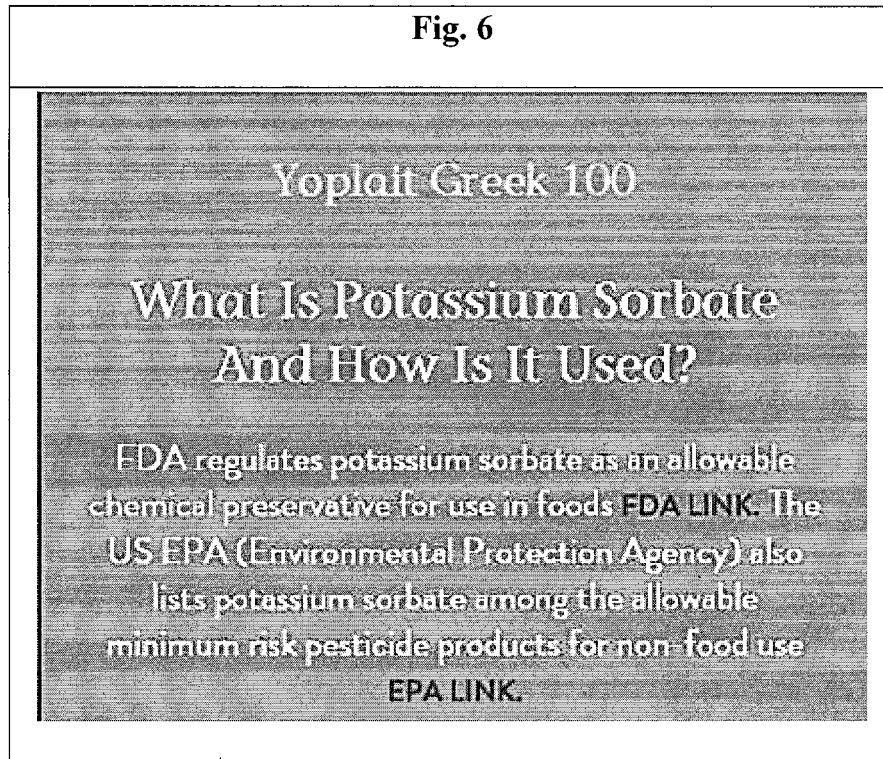 Fig. 6
Yoplait Greek 100
What Is Potassium Sorbate
And How Is It Used?
FDA regulates potassium sorbate as an allowable
chemical preservative for use in foods FDA LINK. The
US EPA (Environmental Protection Agency) also
lists potassium sorbate among the allowable
minimum risk pesticide products for non-food use
EPA LINK.